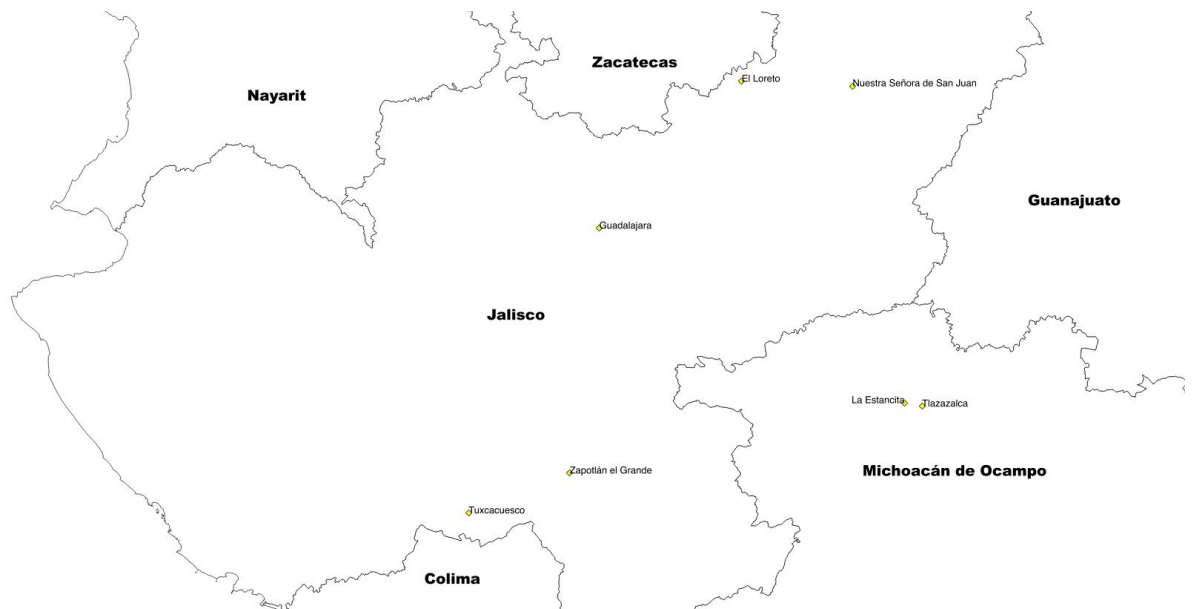 Zacatecas
El Loreto
Nuestra Señora de San Juan
Nayarit
Guanajuato
Guadalajara
Jalisco
La Estancita
Tlazazalca
Zapotlán el Grande
Michoacán de Ocampo
Tuxcacuesco
Colima